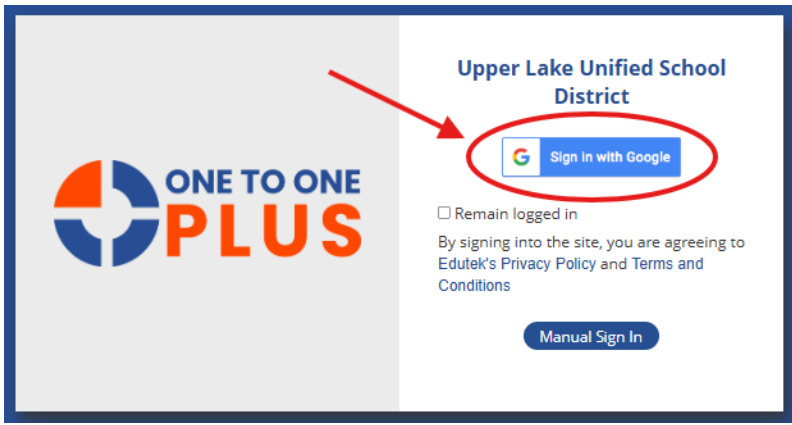 ONE TO ONE
PLUS
Upper Lake Unified School
District
G Sign in with Google
Remain logged in
By signing into the site, you are agreeing to
Edutek's Privacy Policy and Terms and
Conditions
Manual Sign In